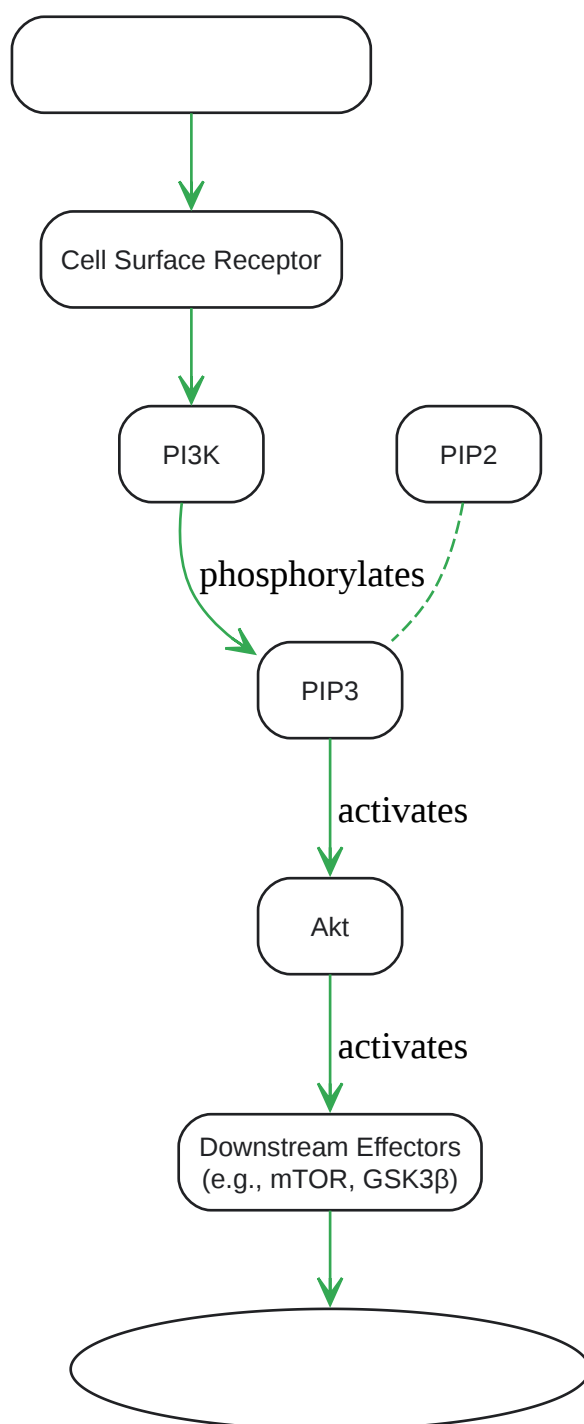 Cell Surface Receptor
PI3K
PIP2
phosphorylates
PIP3
activates
Akt
activates
Downstream Effectors
(e.g., mTOR, GSK3β)